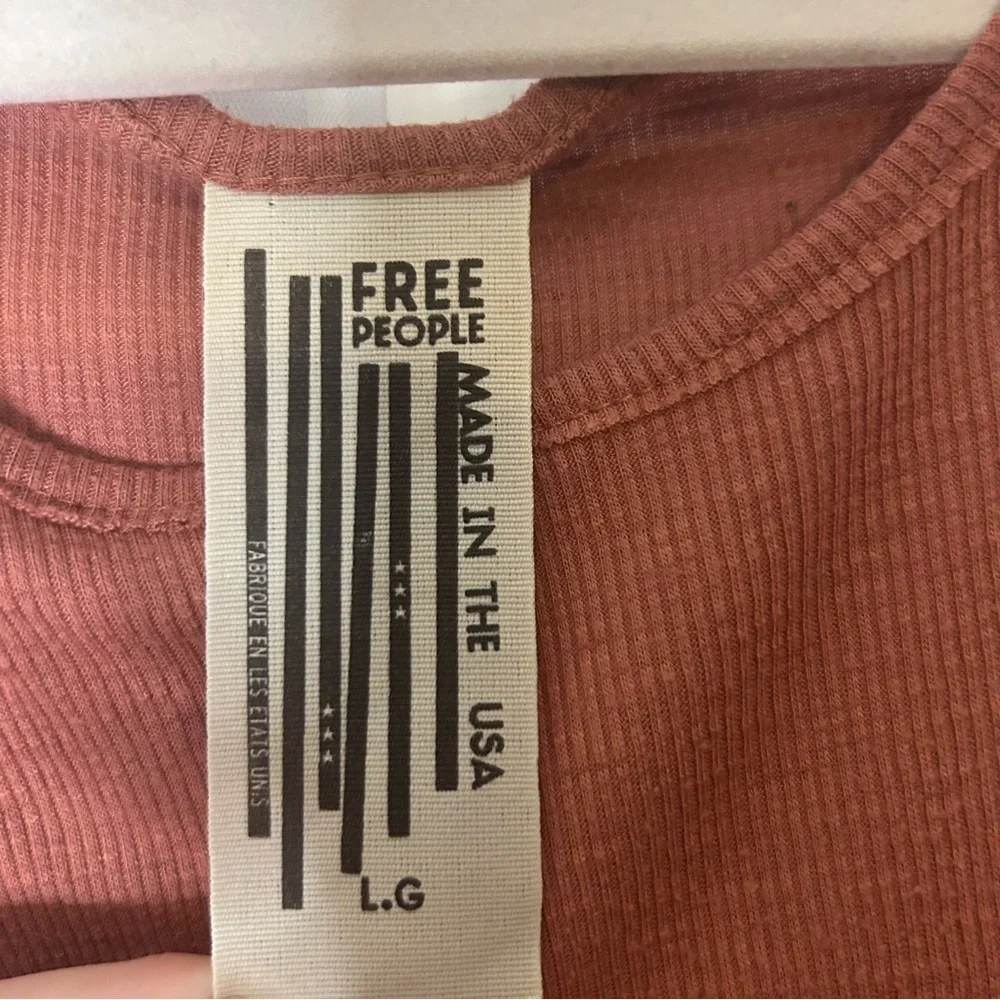 FREE
PEOPLE
MADE IN THE USA
FABRIQUE EN LES ETATS UNIS
L.G